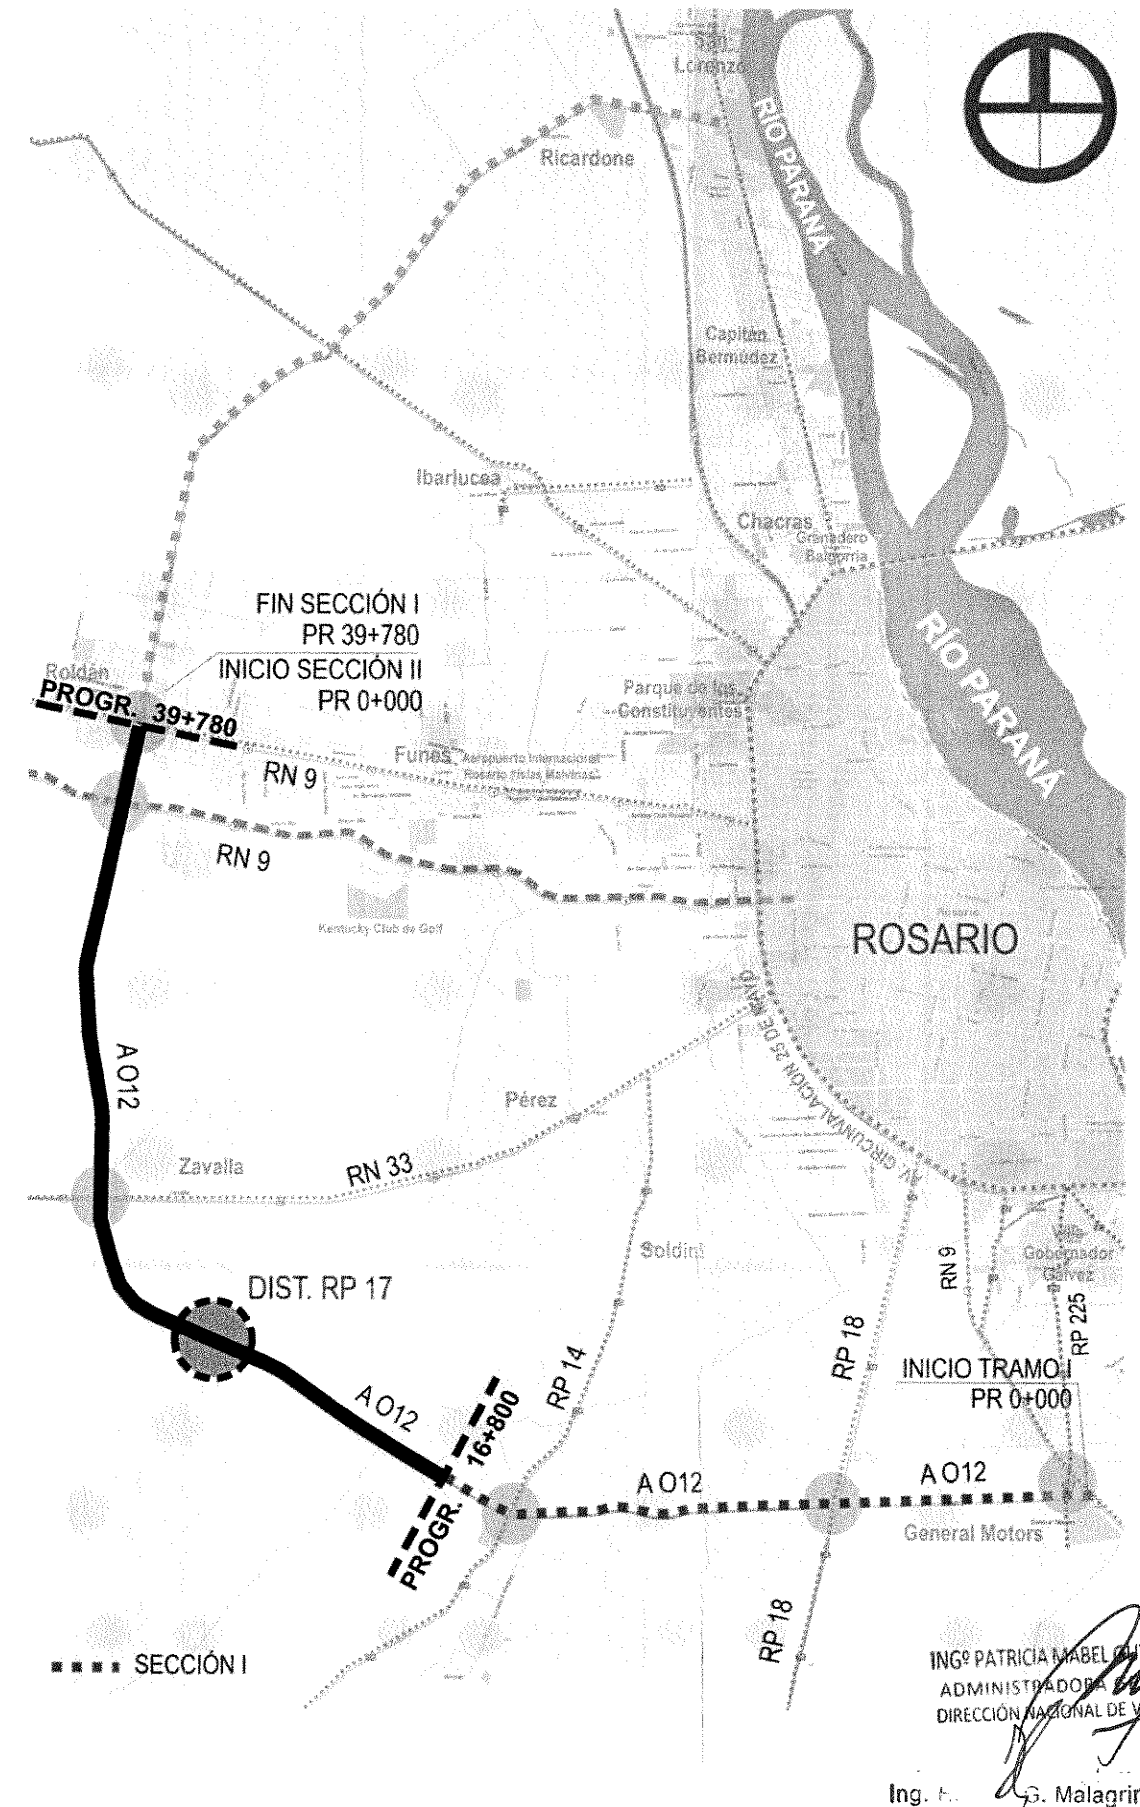 San
Lorenzo
RÍO PARANÁ
Ricardone
Capitán
Bermúdez
Ibarlucea
Chacras
Granadero
Baigorria
FIN SECCIÓN I
PR 39+780
INICIO SECCIÓN II
PR 0+000
RÍO PARANÁ
Roldán
PROGR. 39+780
Parque de los
Constituyentes
Funes
Aeropuerto Internacional
Rosario Islas Malvinas
RN 9
RN 9
Kentucky Club de Golf
ROSARIO
Rosario
AV. CIRCUNVALACIÓN 25 DE MAYO
A O12
Pérez
Zavalla
RN 33
Soldini
Villa
Gobernador
Gálvez
RN 9
RP 225
DIST. RP 17
RP 14
RP 18
INICIO TRAMO I
PR 0+000
A O12
PROGR. 16+800
A O12
A O12
General Motors
RP 18
SECCIÓN I
INGº PATRICIA MABEL
ADMINISTRADORA
DIRECCIÓN NACIONAL DE V
Ing. G. Malagrin